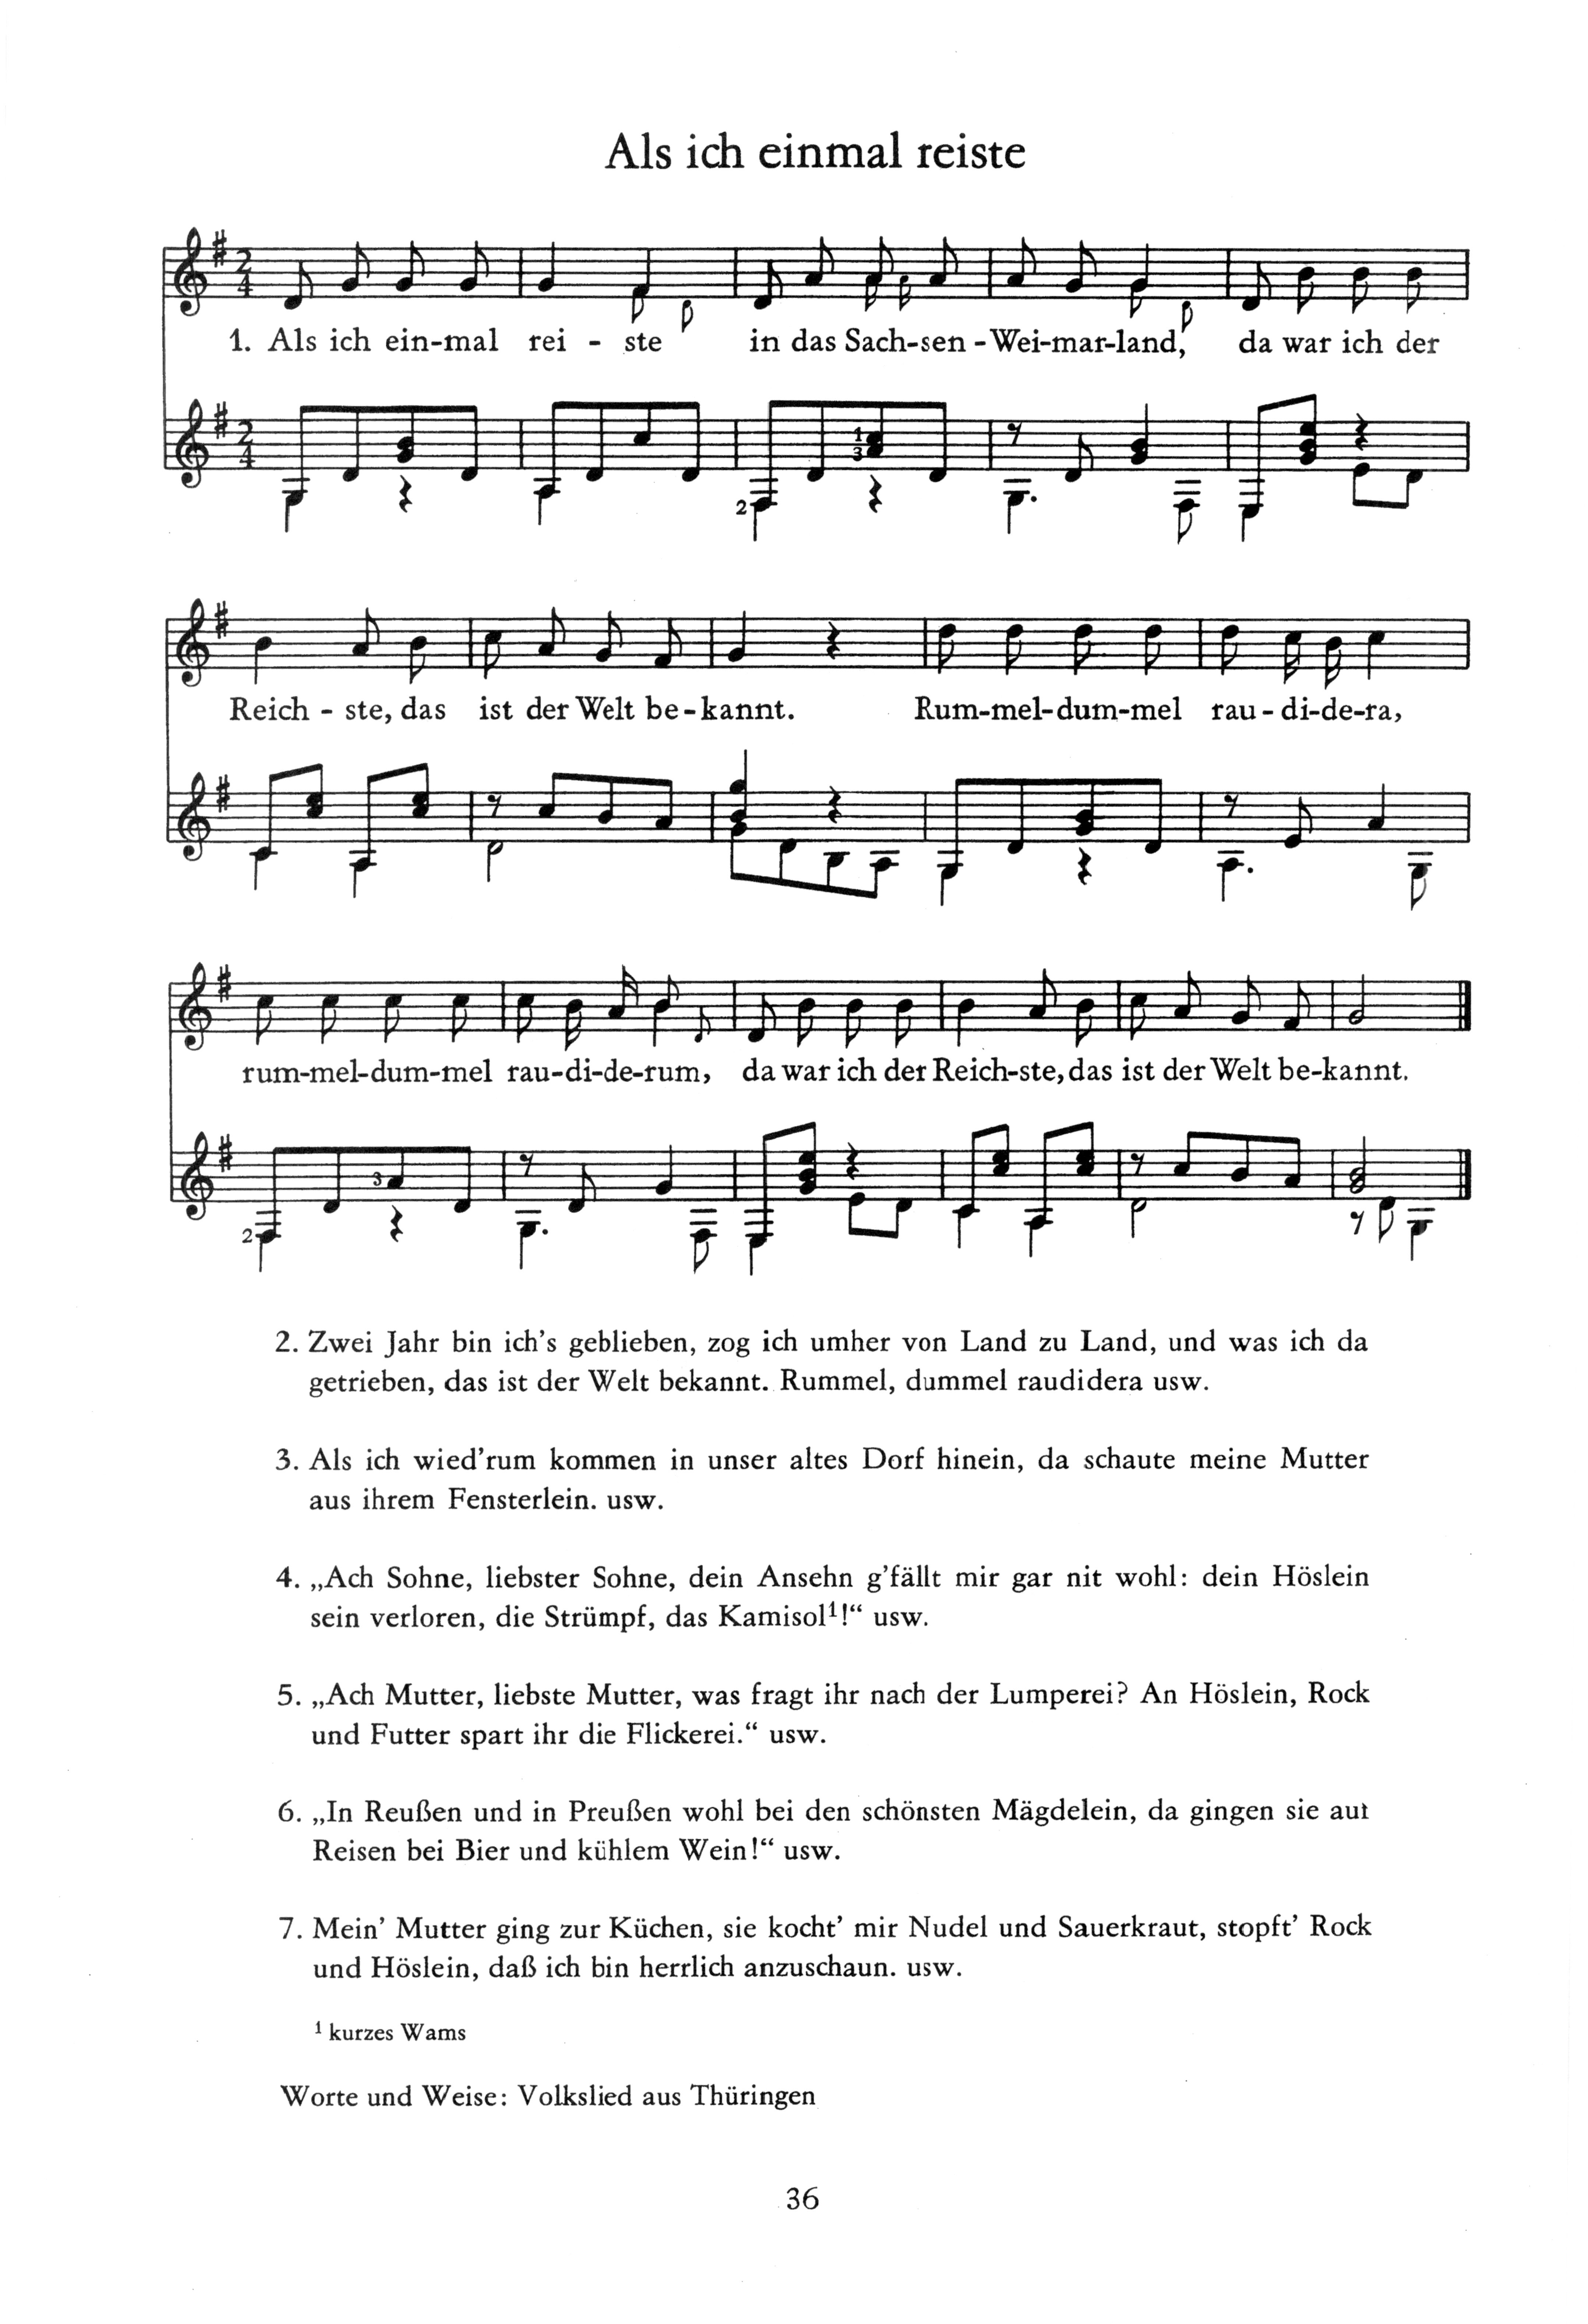 Als ich einmal reiste
1. Als ich ein-mal rei - ste in das Sach-sen-Wei-mar-land, da war ich der
Reich - ste, das ist der Welt be-kannt. Rum-mel-dum-mel rau-di-de-ra,
rum-mel-dum-mel rau-di-de-rum, da war ich der Reich-ste, das ist der Welt be-kannt.
2. Zwei Jahr bin ich’s geblieben, zog ich umher von Land zu Land, und was ich da
getrieben, das ist der Welt bekannt. Rummel, dummel raudidera usw.
3. Als ich wied’rum kommen in unser altes Dorf hinein, da schaute meine Mutter
aus ihrem Fensterlein. usw.
4. „Ach Sohne, liebster Sohne, dein Ansehn g’fällt mir gar nit wohl: dein Höslein
sein verloren, die Strümpf, das Kamisol¹!“ usw.
5. „Ach Mutter, liebste Mutter, was fragt ihr nach der Lumperei? An Höslein, Rock
und Futter spart ihr die Flickerei.“ usw.
6. „In Reußen und in Preußen wohl bei den schönsten Mägdelein, da gingen sie auf
Reisen bei Bier und kühlem Wein!“ usw.
7. Mein’ Mutter ging zur Küchen, sie kocht’ mir Nudel und Sauerkraut, stopft’ Rock
und Höslein, daß ich bin herrlich anzuschaun. usw.
¹ kurzes Wams
Worte und Weise: Volkslied aus Thüringen
36